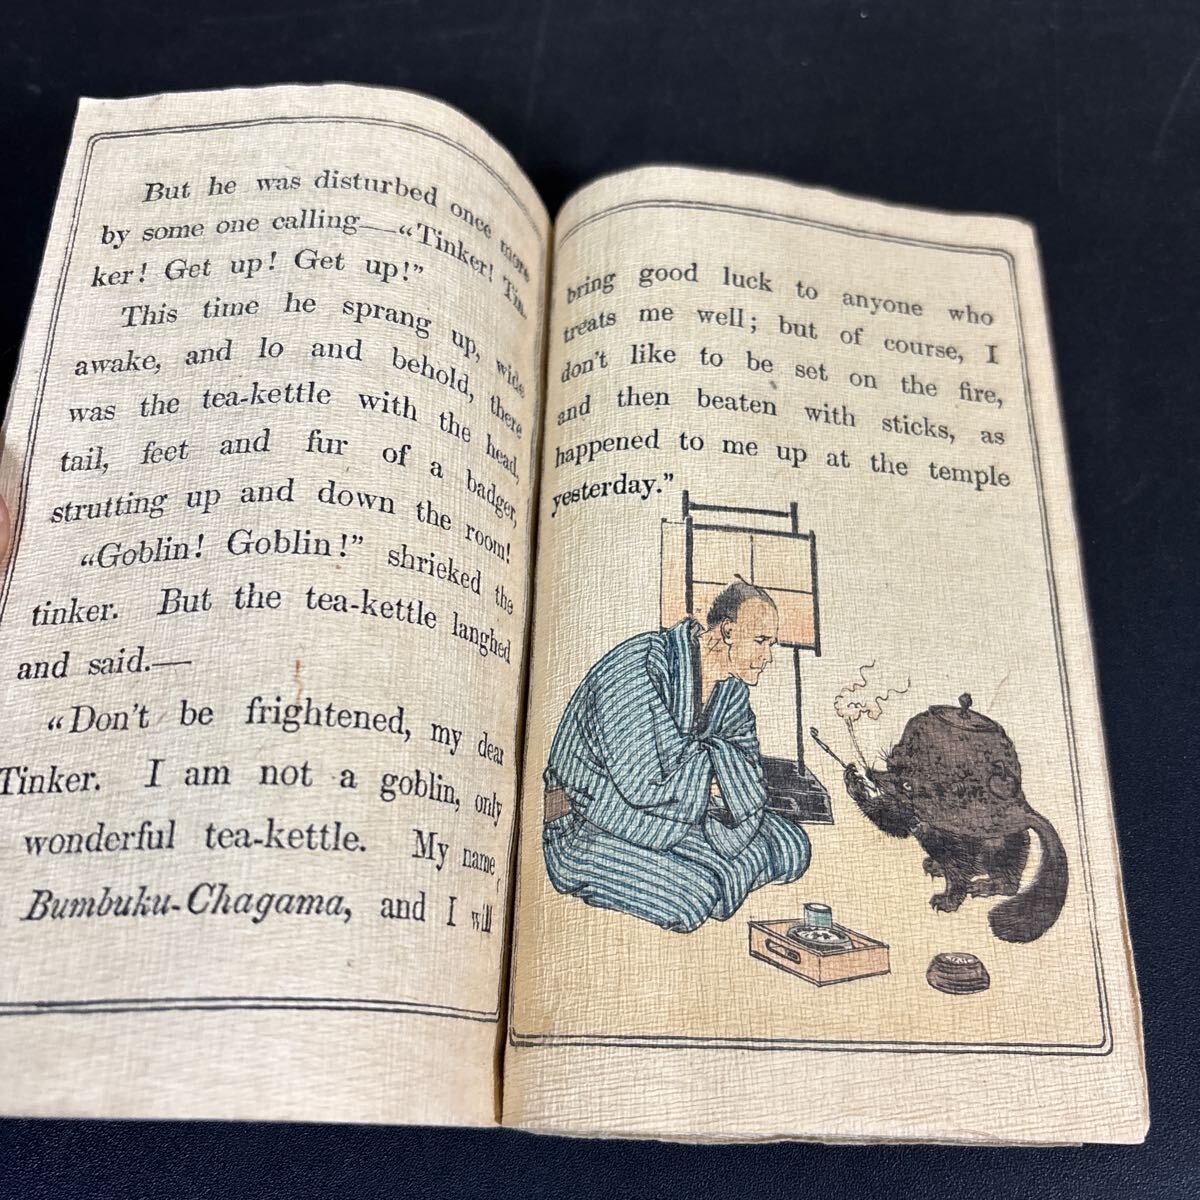 But he was disturbed once more
by some one calling—“Tinker! Tin-
ker! Get up! Get up!”
This time he sprang up, wide
awake, and lo and behold, there
was the tea-kettle with the head,
tail, feet and fur of a badger,
strutting up and down the room!
“Goblin! Goblin!” shrieked the
tinker. But the tea-kettle laughed
and said.—
“Don't be frightened, my dear
Tinker. I am not a goblin, only
wonderful tea-kettle. My name,
Bumbuku-Chagama, and I will
bring good luck to anyone who
treats me well; but of course, I
don't like to be set on the fire,
and then beaten with sticks, as
happened to me up at the temple
yesterday.”